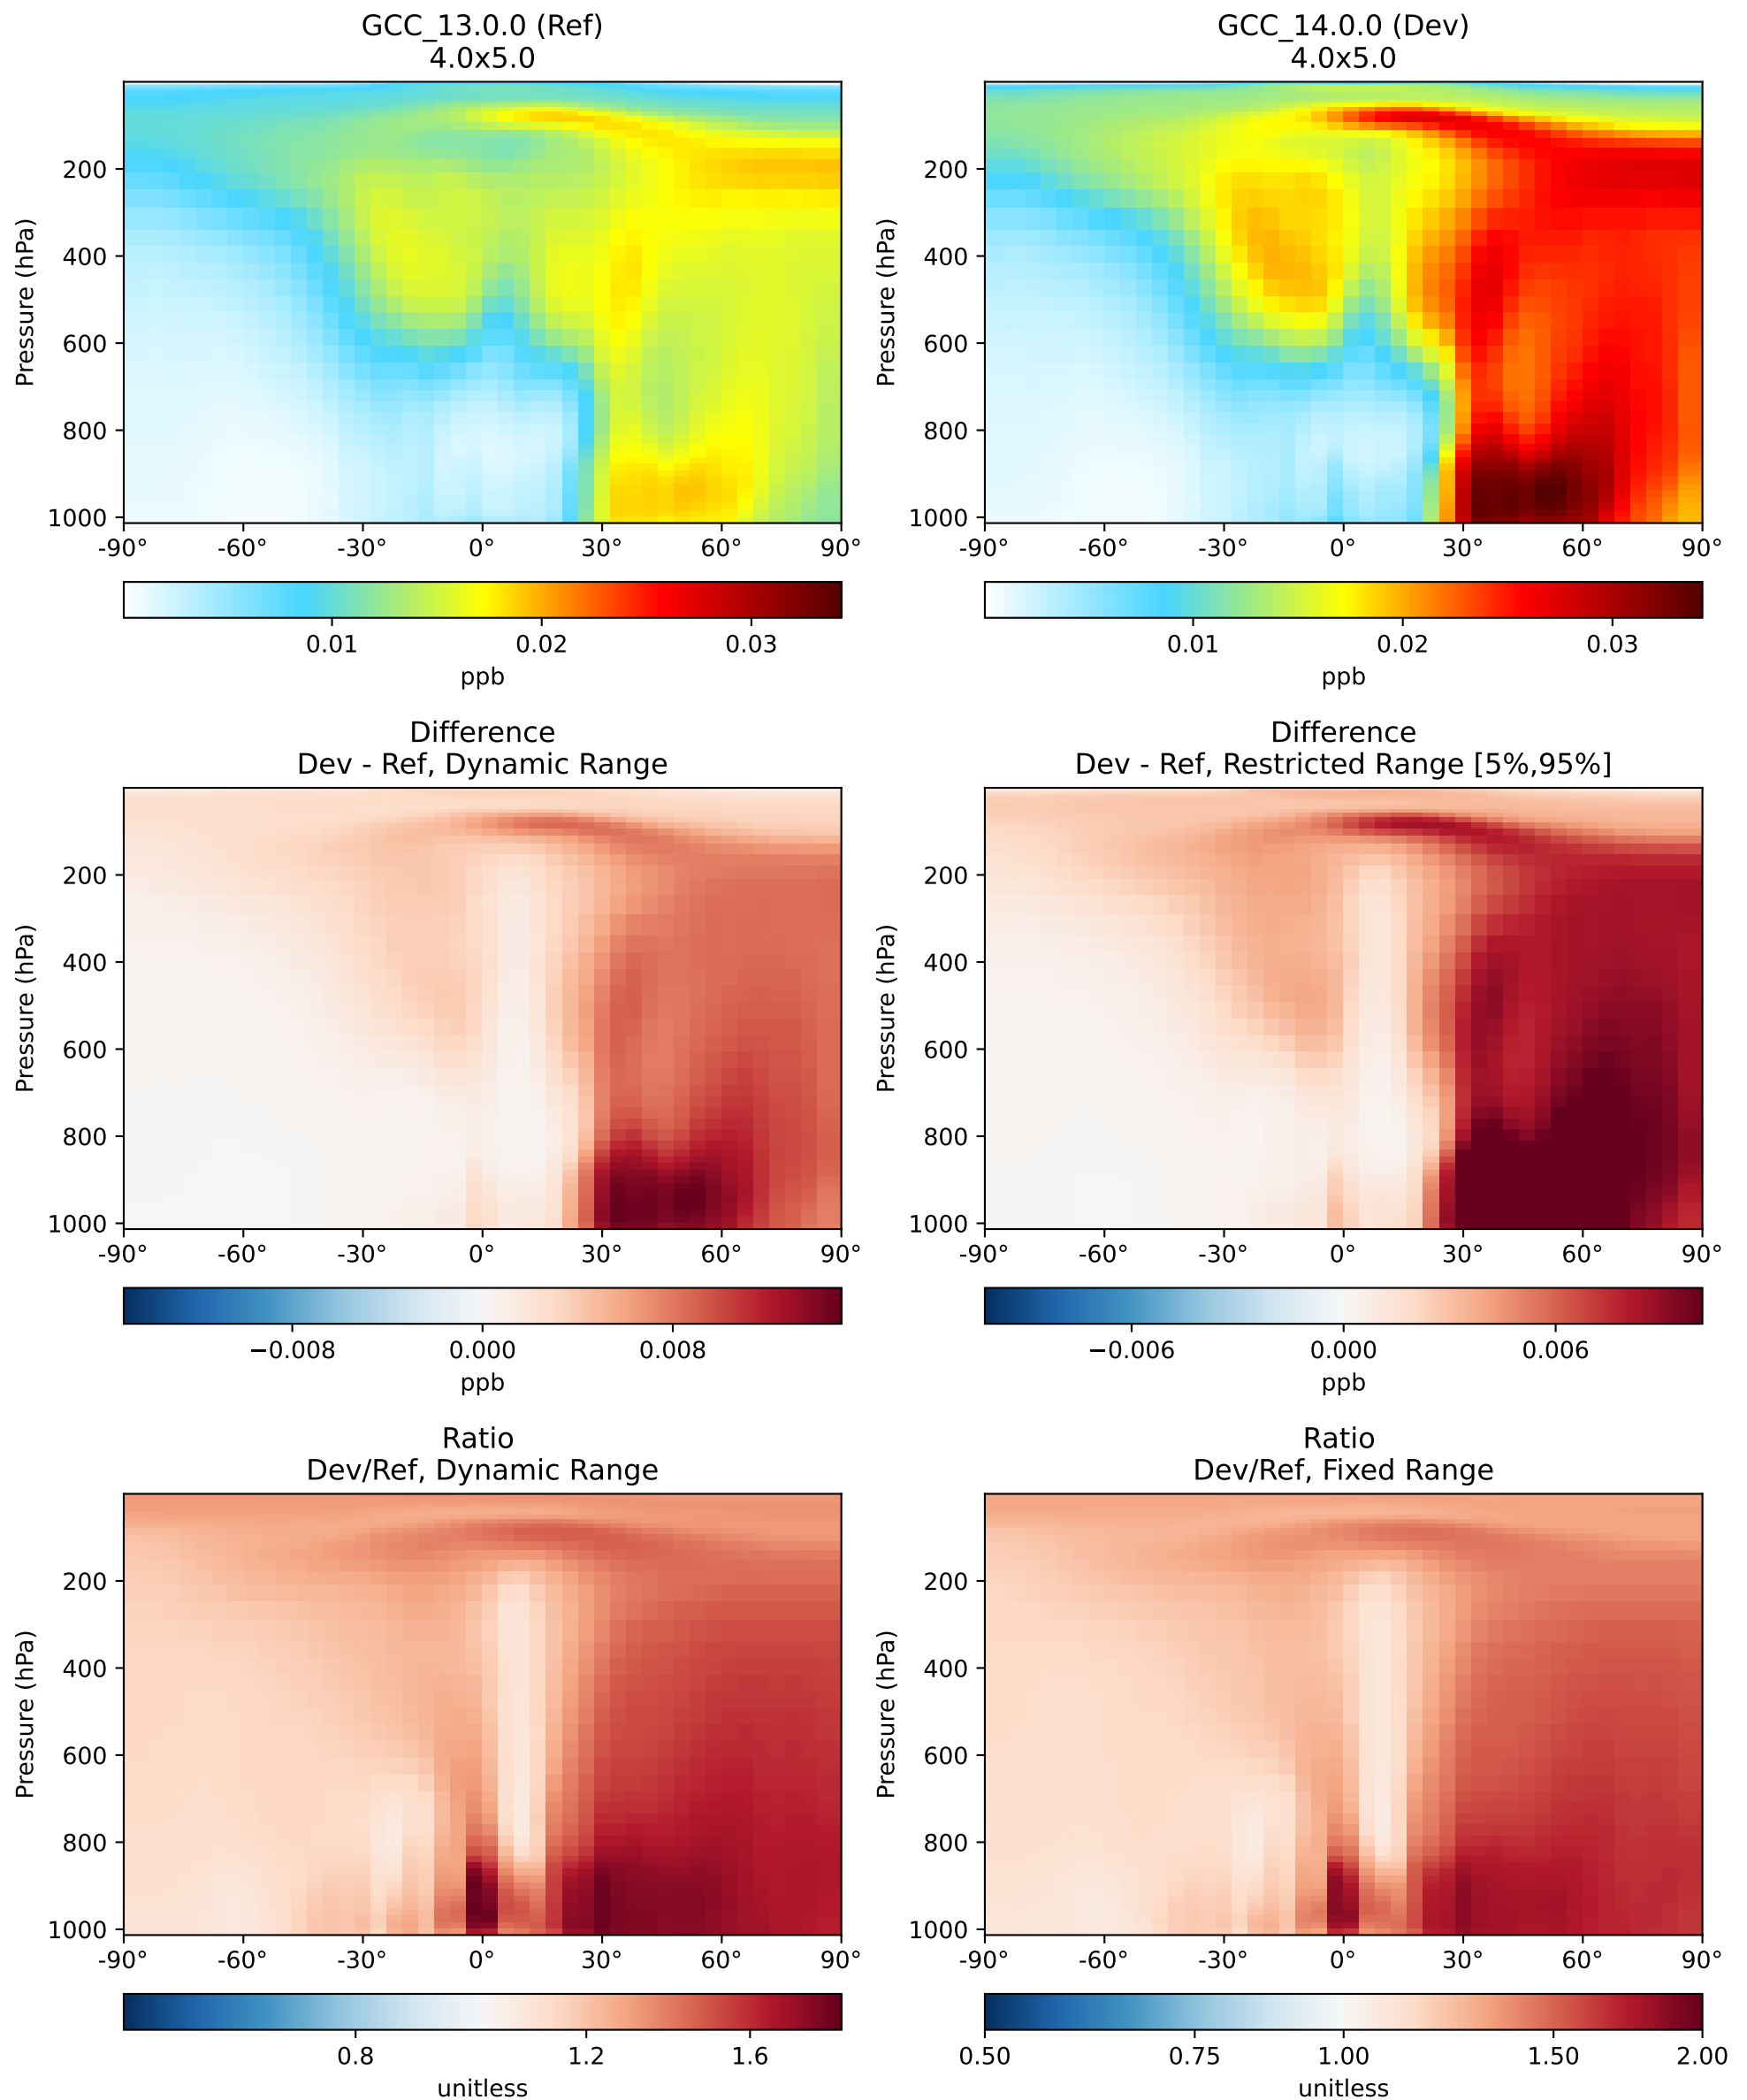 GCC_13.0.0 (Ref)
4.0x5.0
Pressure (hPa)
200
400
600
800
1000
-90° -60° -30° 0° 30° 60° 90°
0.01 0.02 0.03
ppb
GCC_14.0.0 (Dev)
4.0x5.0
Pressure (hPa)
200
400
600
800
1000
-90° -60° -30° 0° 30° 60° 90°
0.01 0.02 0.03
ppb
Difference
Dev - Ref, Dynamic Range
Pressure (hPa)
200
400
600
800
1000
-90° -60° -30° 0° 30° 60° 90°
−0.008 0.000 0.008
ppb
Difference
Dev - Ref, Restricted Range [5%,95%]
Pressure (hPa)
200
400
600
800
1000
-90° -60° -30° 0° 30° 60° 90°
−0.006 0.000 0.006
ppb
Ratio
Dev/Ref, Dynamic Range
Pressure (hPa)
200
400
600
800
1000
-90° -60° -30° 0° 30° 60° 90°
0.8 1.2 1.6
unitless
Ratio
Dev/Ref, Fixed Range
Pressure (hPa)
200
400
600
800
1000
-90° -60° -30° 0° 30° 60° 90°
0.50 0.75 1.00 1.50 2.00
unitless